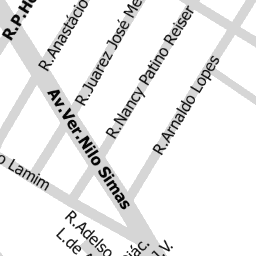 R.Anastácio
R.Juarez José Me
R.Nancy Patino Reiser
R.Arnaldo Lopes
Av.Ver.Nilo Simas
o Lamim
R.Adelso
L.de
J.V.